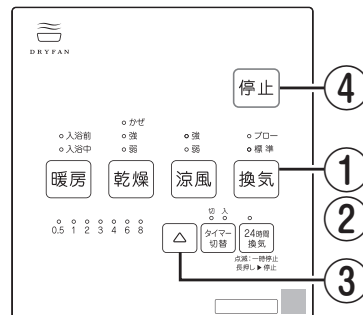 DRYFAN
停止
④
かぜ
入浴前
強
強
ブロー
入浴中
弱
弱
標準
暖房
乾燥
涼風
換気
①
切 入
②
0.5 1 2 3 4 6 8
△
タイマー
切替
24時間
換気
点滅:一時停止
長押し▶停止
③